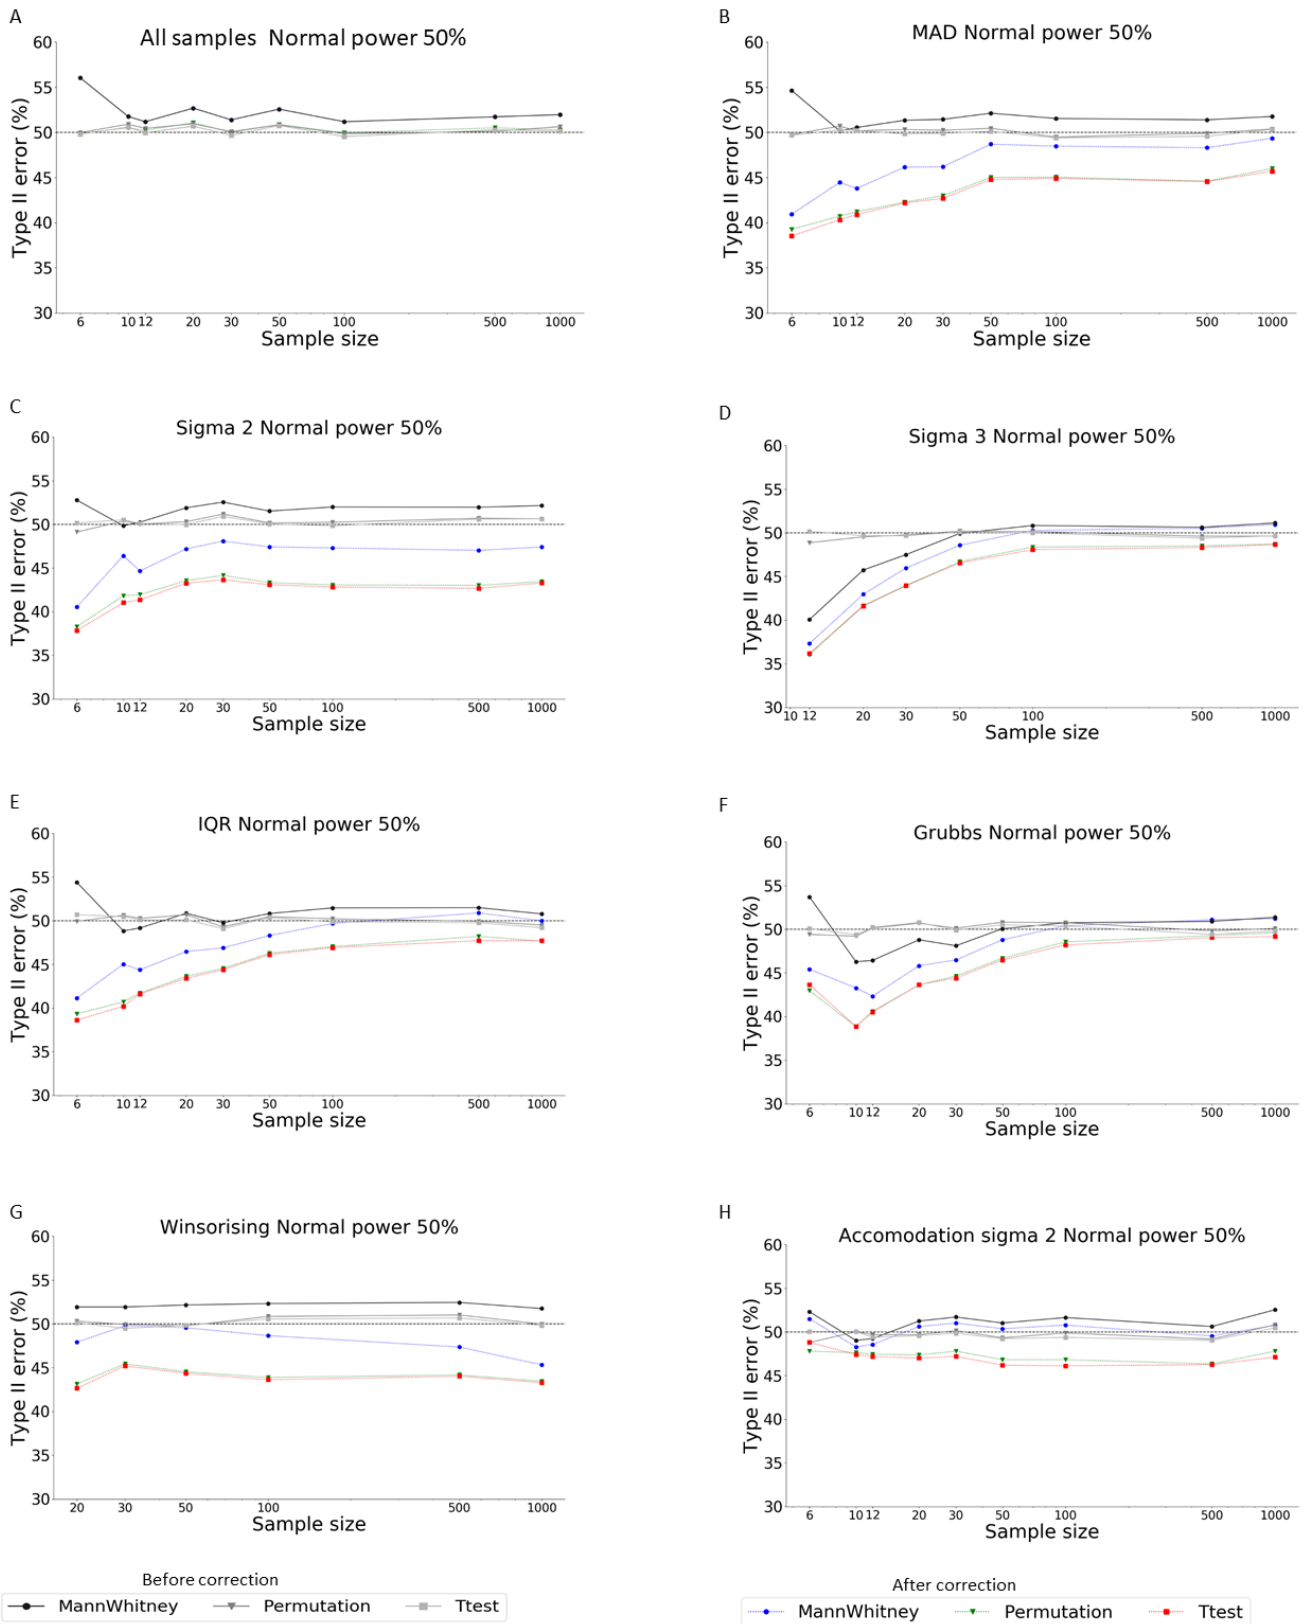 A
All samples  Normal power 50%
Type II error (%)
60
55
50
45
40
35
30
6 10 12 20 30 50 100 500 1000
Sample size
B
MAD Normal power 50%
Type II error (%)
60
55
50
45
40
35
30
6 10 12 20 30 50 100 500 1000
Sample size
C
Sigma 2 Normal power 50%
Type II error (%)
60
55
50
45
40
35
30
6 10 12 20 30 50 100 500 1000
Sample size
D
Sigma 3 Normal power 50%
Type II error (%)
60
55
50
45
40
35
30
10 12 20 30 50 100 500 1000
Sample size
E
IQR Normal power 50%
Type II error (%)
60
55
50
45
40
35
30
6 10 12 20 30 50 100 500 1000
Sample size
F
Grubbs Normal power 50%
Type II error (%)
60
55
50
45
40
35
30
6 10 12 20 30 50 100 500 1000
Sample size
G
Winsorising Normal power 50%
Type II error (%)
60
55
50
45
40
35
30
20 30 50 100 500 1000
Sample size
H
Accomodation sigma 2 Normal power 50%
Type II error (%)
60
55
50
45
40
35
30
6 10 12 20 30 50 100 500 1000
Sample size
Before correction
MannWhitney Permutation Ttest
After correction
MannWhitney Permutation Ttest